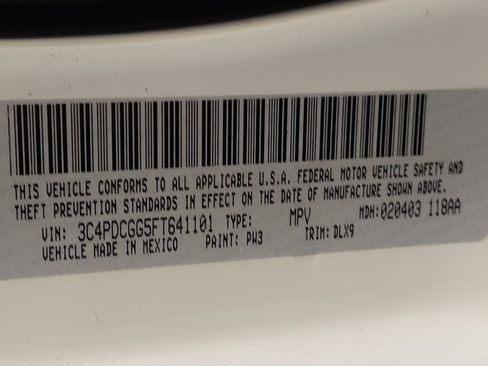 THIS VEHICLE CONFORMS TO ALL APPLICABLE U.S.A. FEDERAL MOTOR VEHICLE SAFETY AND
THEFT PREVENTION STANDARDS IN EFFECT ON THE DATE OF MANUFACTURE SHOWN ABOVE.
VIN: 3C4PDCGG5FT641101 TYPE: MPV MDH:020403 118AA
VEHICLE MADE IN MEXICO PAINT: PW3 TRIM: DLX9